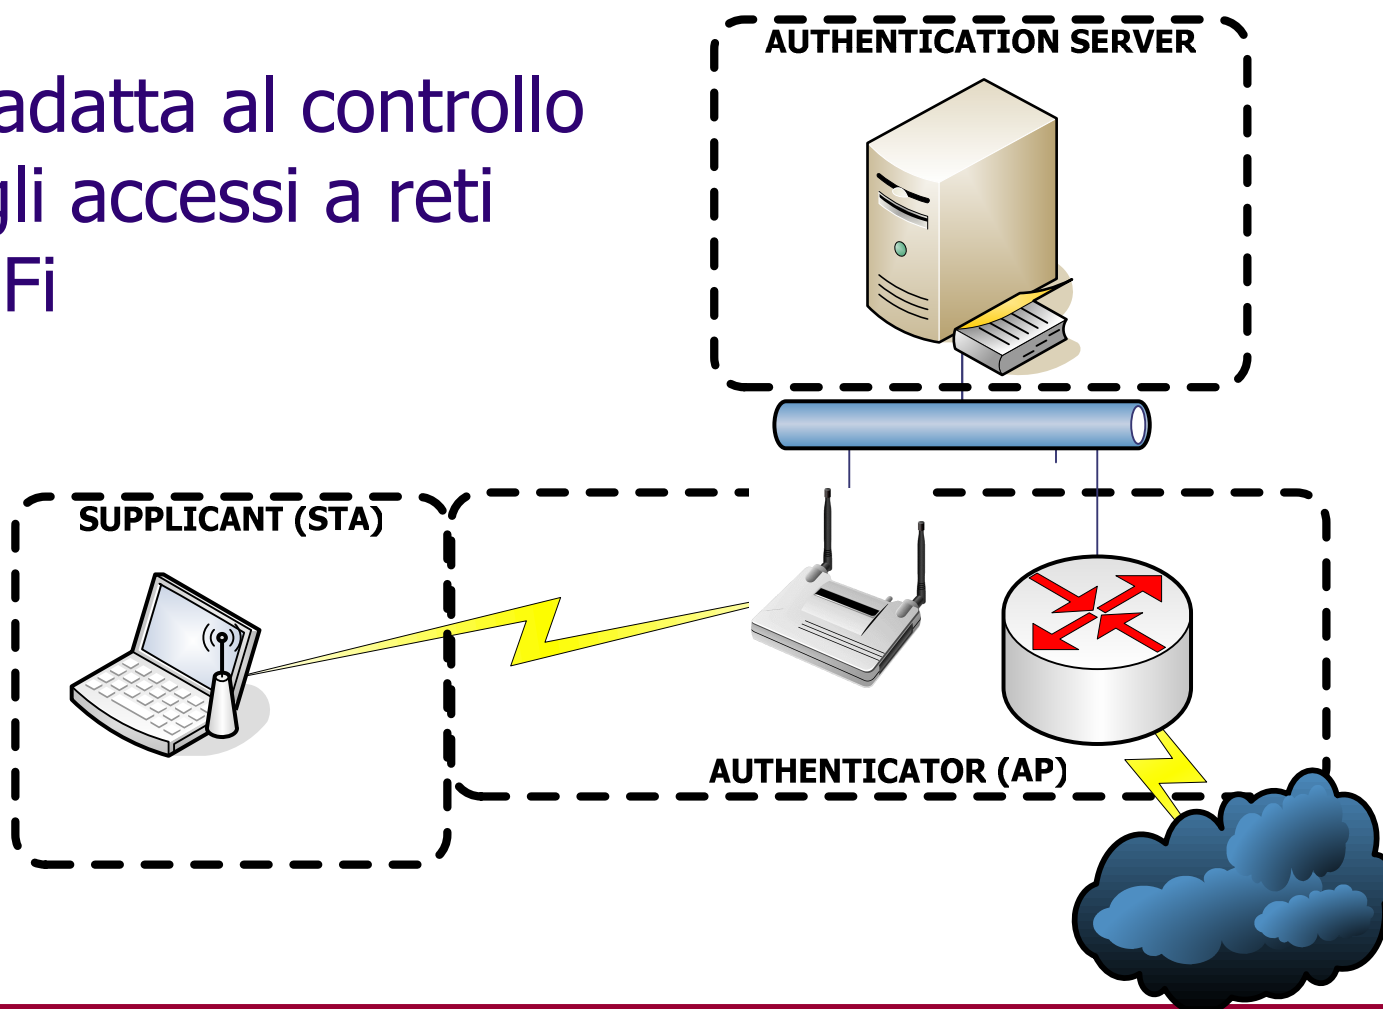 AUTHENTICATION SERVER
adatta al controllo
gli accessi a reti
Fi
SUPPLICANT (STA)
AUTHENTICATOR (AP)